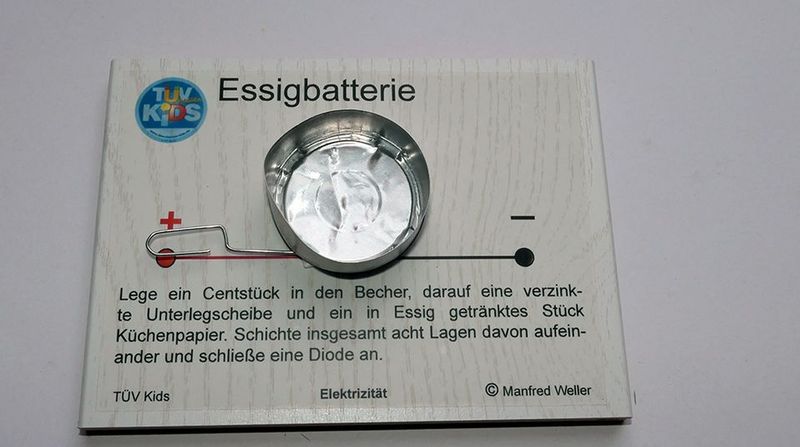 TÜV
KiDS
Essigbatterie
+ −
Lege ein Centstück in den Becher, darauf eine verzink-
te Unterlegscheibe und ein in Essig getränktes Stück
Küchenpapier. Schichte insgesamt acht Lagen davon aufein-
ander und schließe eine Diode an.
TÜV Kids Elektrizität © Manfred Weller